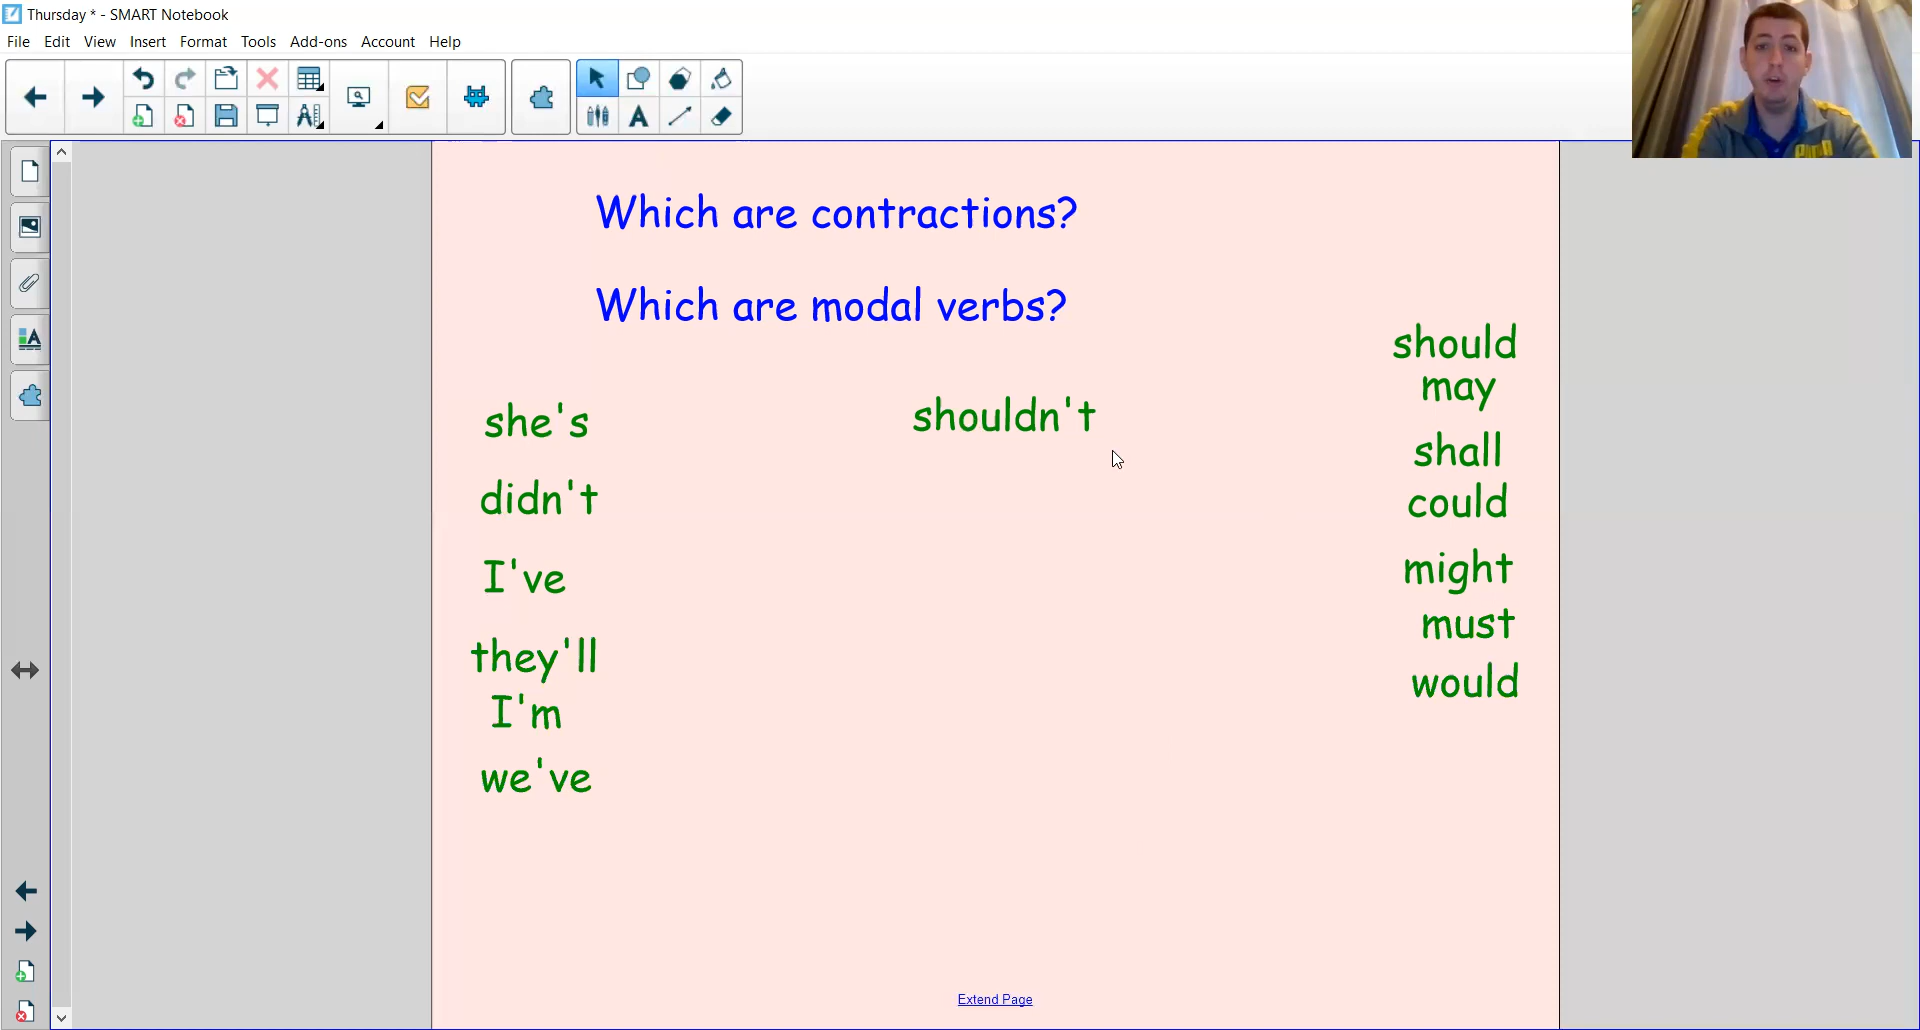 Thursday * - SMART Notebook
File Edit View Insert Format Tools Add-ons Account Help
Which are contractions?
Which are modal verbs?
she's
didn't
I've
they'll
I'm
we've
shouldn't
should
may
shall
could
might
must
would
Extend Page